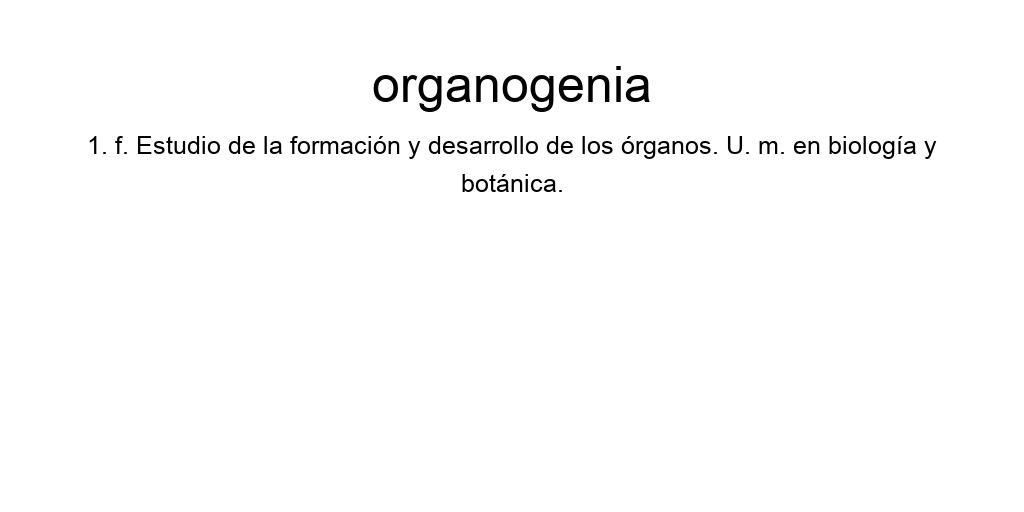 organogenia
1. f. Estudio de la formación y desarrollo de los órganos. U. m. en biología y
botánica.